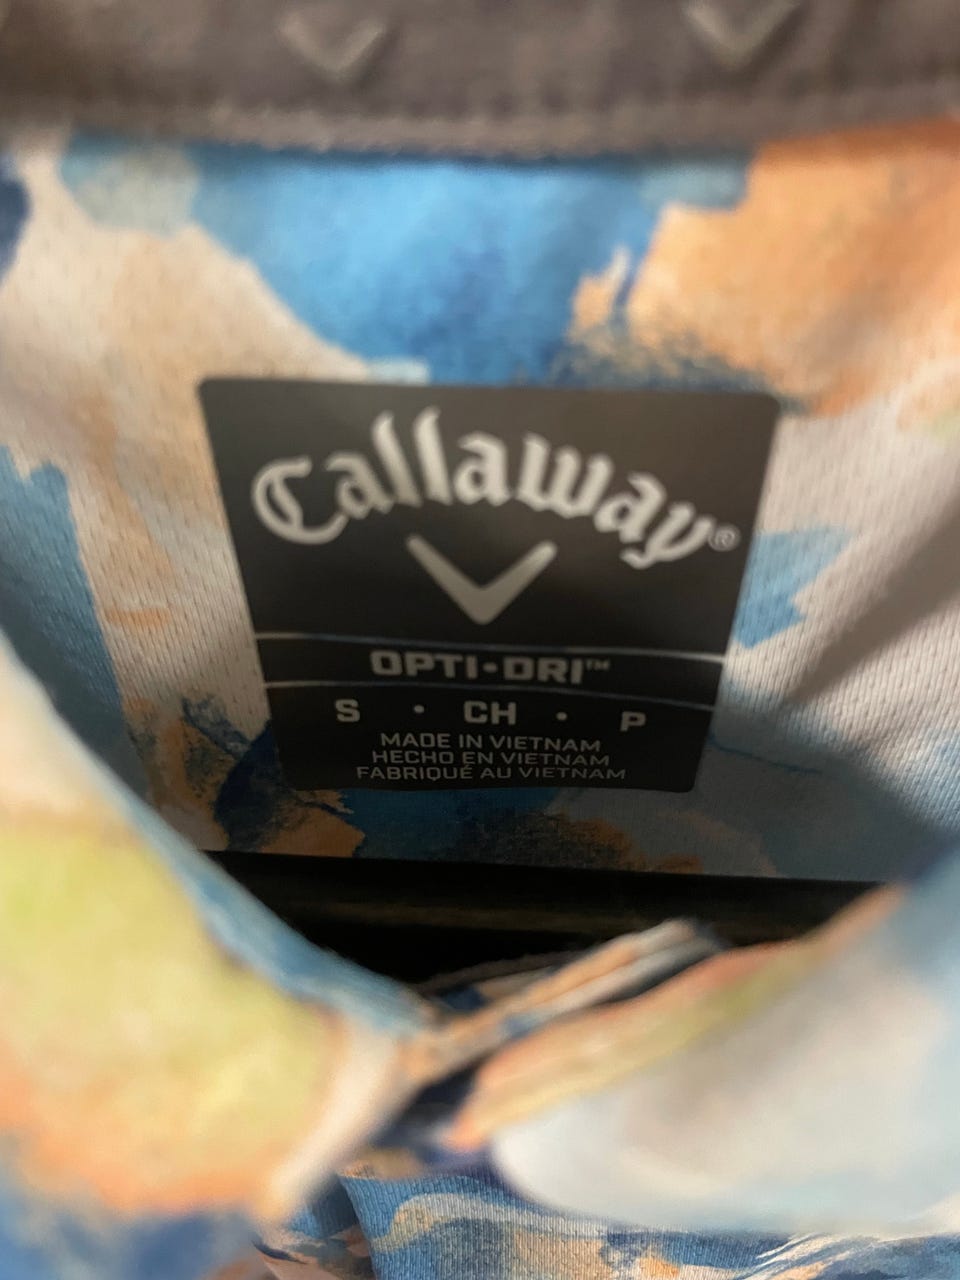 Callaway®
OPTI•DRI™
S • CH • P
MADE IN VIETNAM
HECHO EN VIETNAM
FABRIQUÉ AU VIETNAM